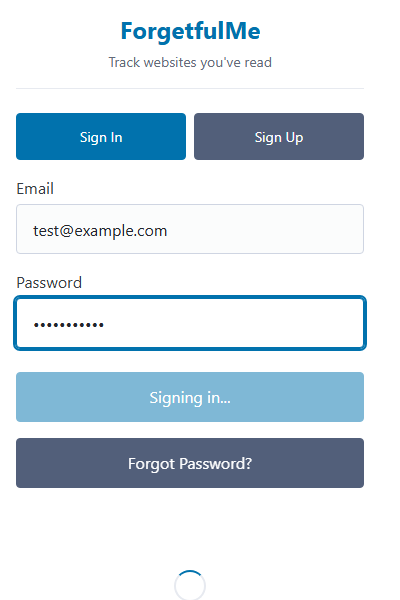 ForgetfulMe
Track websites you've read
Sign In
Sign Up
Email
test@example.com
Password
•••••••••••
Signing in...
Forgot Password?